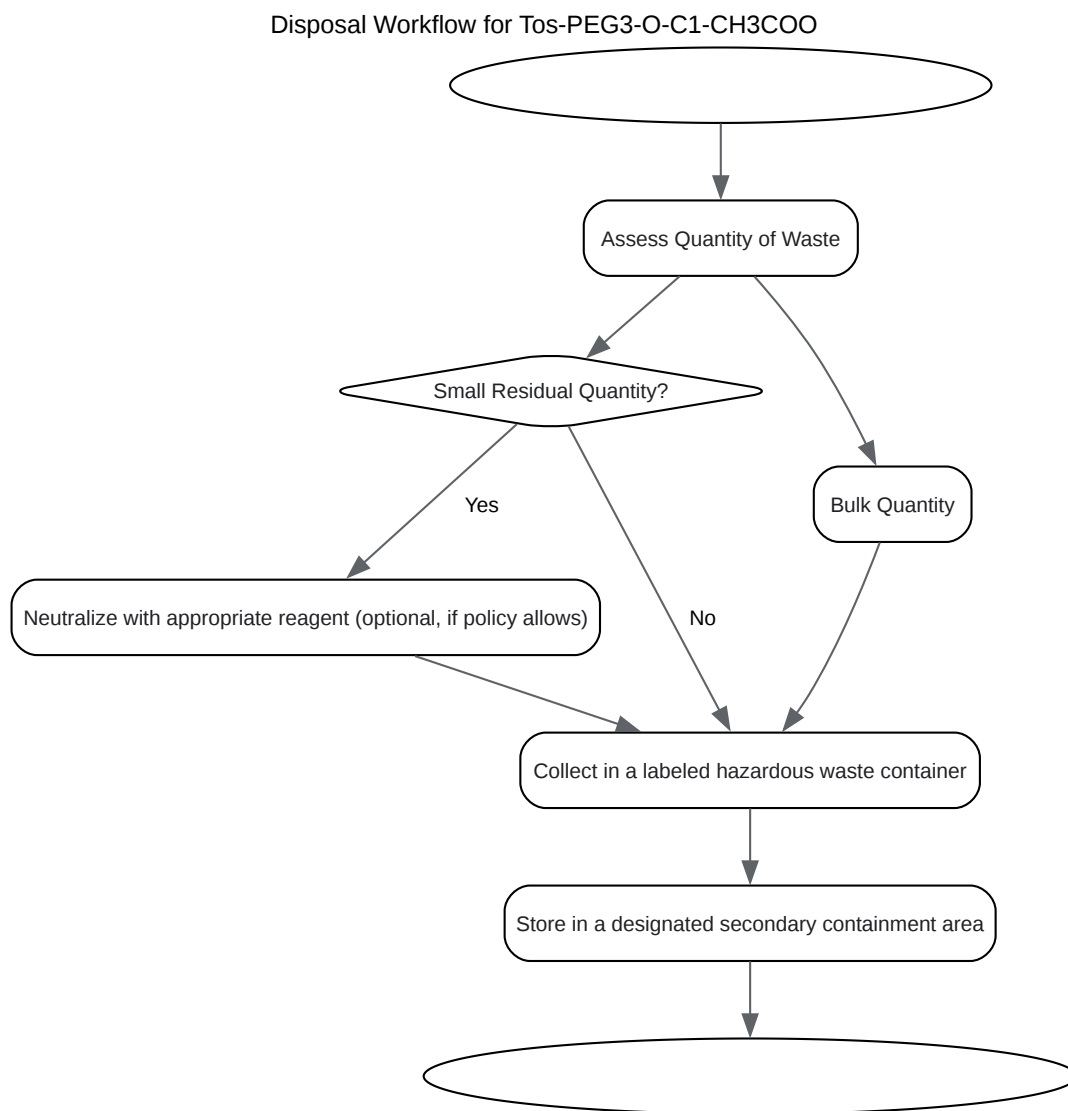 Disposal Workflow for Tos-PEG3-O-C1-CH3COO
Assess Quantity of Waste
Small Residual Quantity?
Yes
Bulk Quantity
Neutralize with appropriate reagent (optional, if policy allows)
No
Collect in a labeled hazardous waste container
Store in a designated secondary containment area